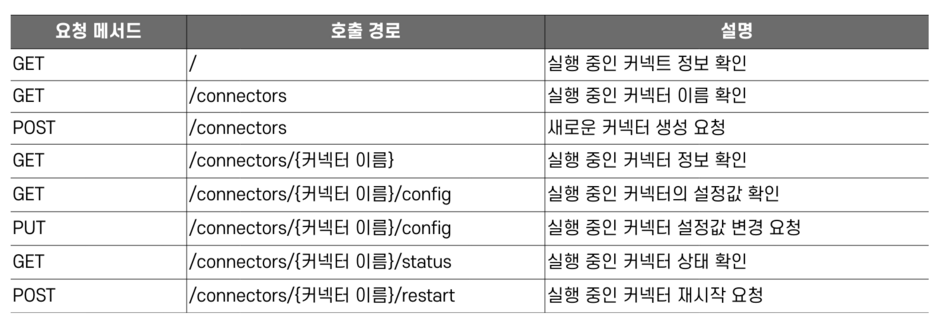 요청 메서드 호출 경로 설명
GET / 실행 중인 커넥트 정보 확인
GET /connectors 실행 중인 커넥터 이름 확인
POST /connectors 새로운 커넥터 생성 요청
GET /connectors/{커넥터 이름} 실행 중인 커넥터 정보 확인
GET /connectors/{커넥터 이름}/config 실행 중인 커넥터의 설정값 확인
PUT /connectors/{커넥터 이름}/config 실행 중인 커넥터 설정값 변경 요청
GET /connectors/{커넥터 이름}/status 실행 중인 커넥터 상태 확인
POST /connectors/{커넥터 이름}/restart 실행 중인 커넥터 재시작 요청